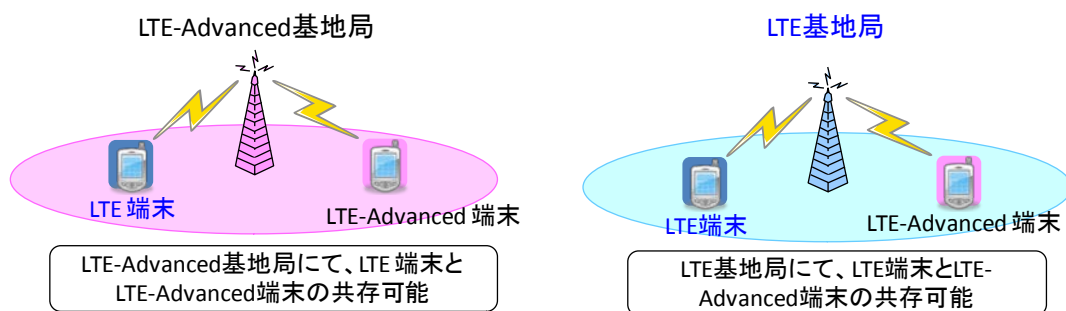 LTE-Advanced基地局
LTE 端末
LTE-Advanced 端末
LTE-Advanced基地局にて、LTE 端末と
LTE-Advanced端末の共存可能
LTE基地局
LTE端末
LTE-Advanced 端末
LTE基地局にて、LTE端末とLTE-
Advanced端末の共存可能